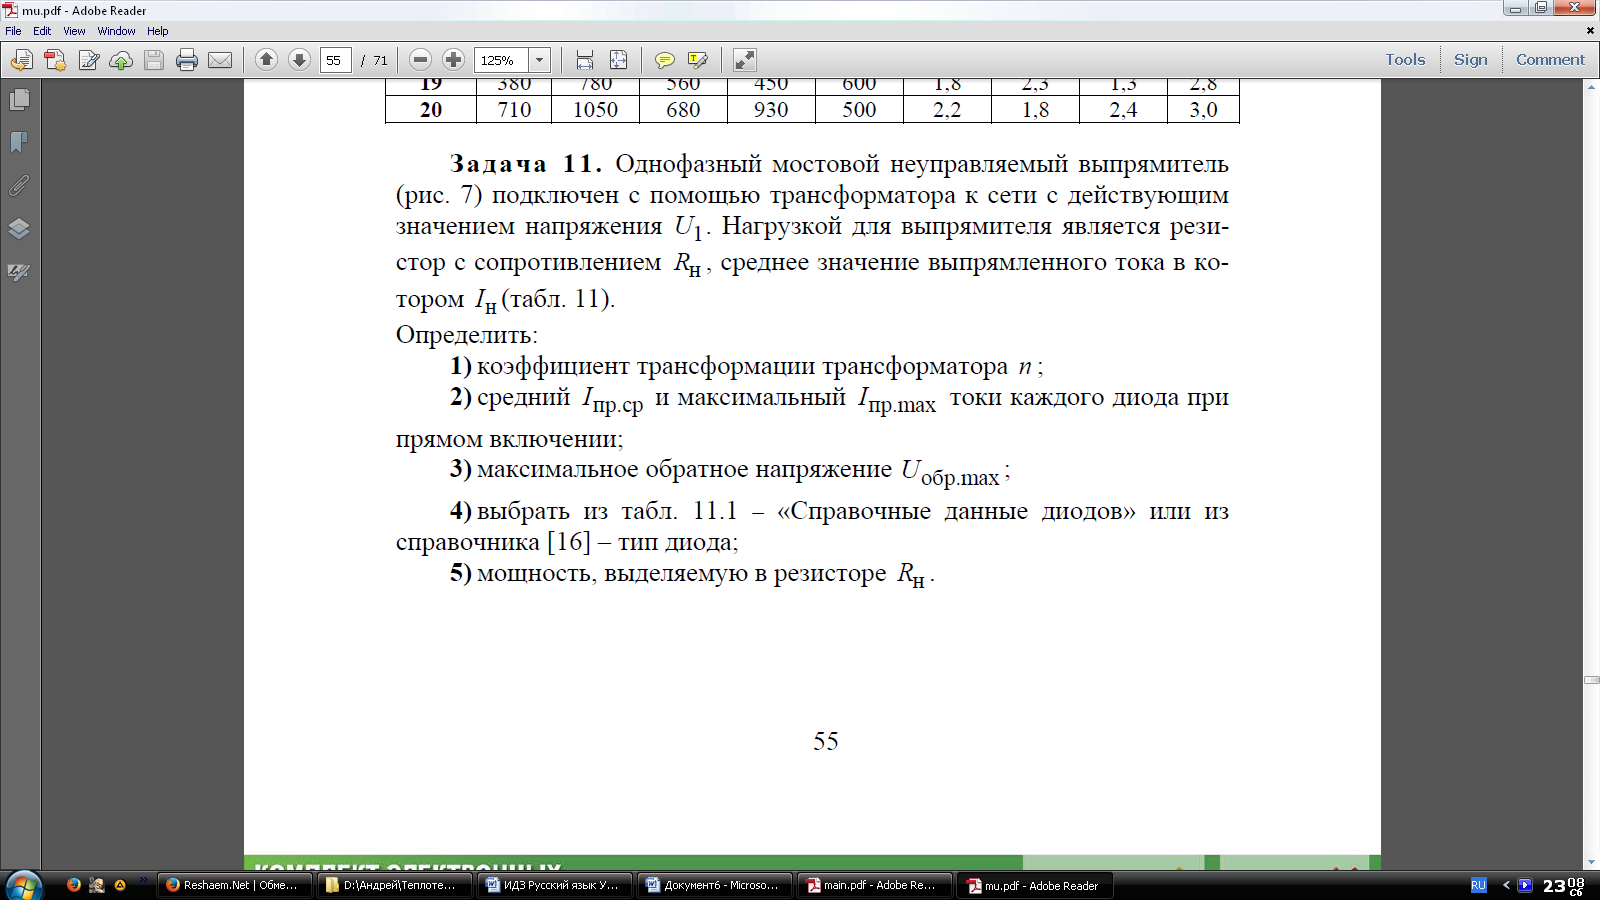 mu.pdf - Adobe Reader
File Edit View Window Help
55 / 71 125% Tools Sign Comment
19 380 780 560 450 600 1,8 2,3 1,3 2,8
20 710 1050 680 930 500 2,2 1,8 2,4 3,0
Задача 11. Однофазный мостовой неуправляемый выпрямитель
(рис. 7) подключен с помощью трансформатора к сети с действующим
значением напряжения U1. Нагрузкой для выпрямителя является рези-
стор с сопротивлением Rн, среднее значение выпрямленного тока в ко-
тором Iн (табл. 11).
Определить:
1) коэффициент трансформации трансформатора n;
2) средний Iпр.ср и максимальный Iпр.max токи каждого диода при
прямом включении;
3) максимальное обратное напряжение Uобр.max;
4) выбрать из табл. 11.1 – «Справочные данные диодов» или из
справочника [16] – тип диода;
5) мощность, выделяемую в резисторе Rн.
55
КОМПЛЕКТ ЭЛЕКТРОННЫХ
Reshaem.Net | Обме... D:\Андрей\Теплоте... ИДЗ Русский язык У... Документ6 - Microso... main.pdf - Adobe Re... mu.pdf - Adobe Reader RU 23 08 Сб